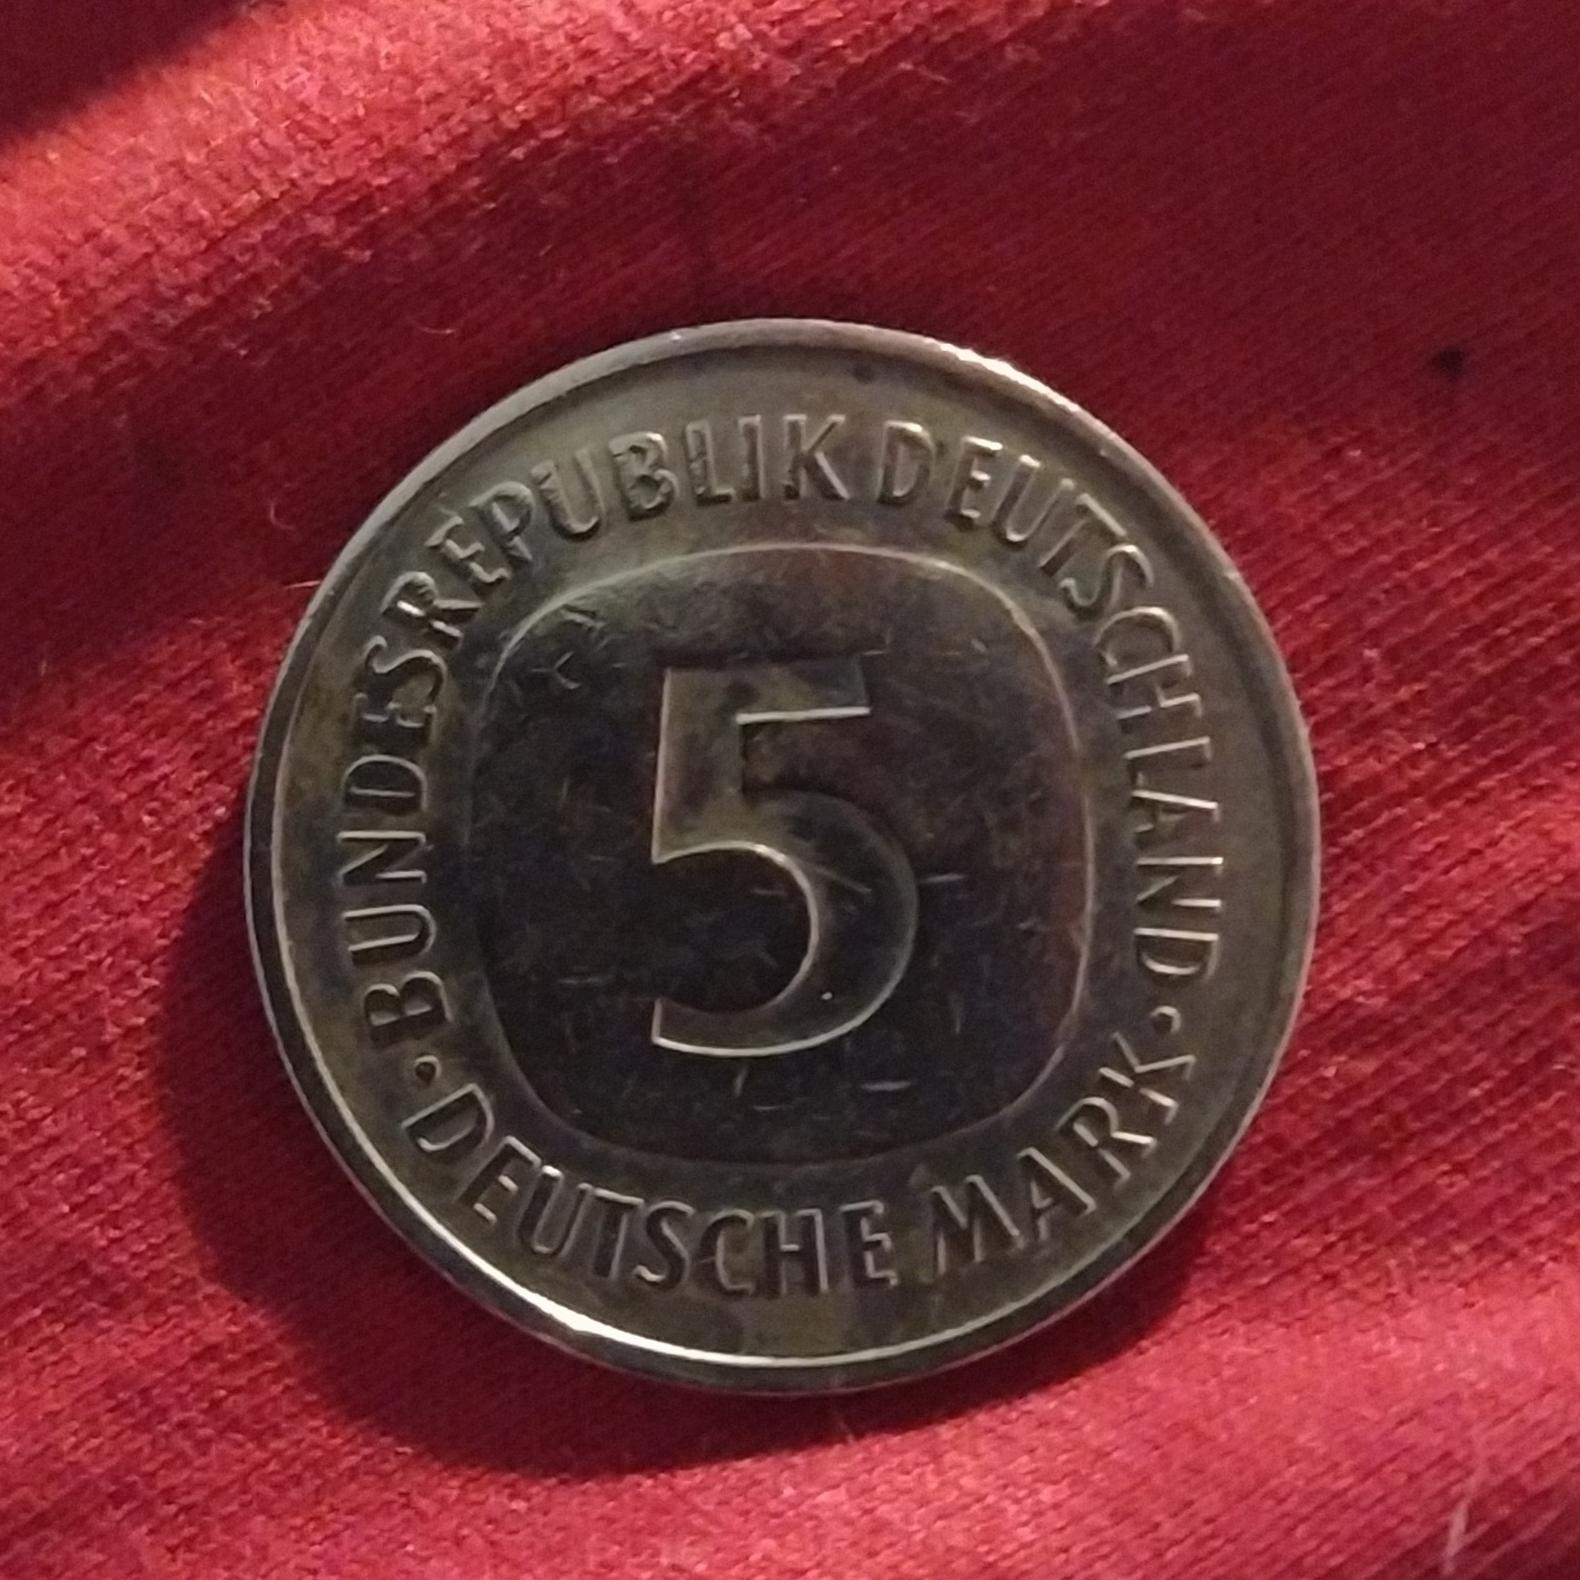 BUNDESREPUBLIK DEUTSCHLAND
5
· DEUTSCHE MARK ·